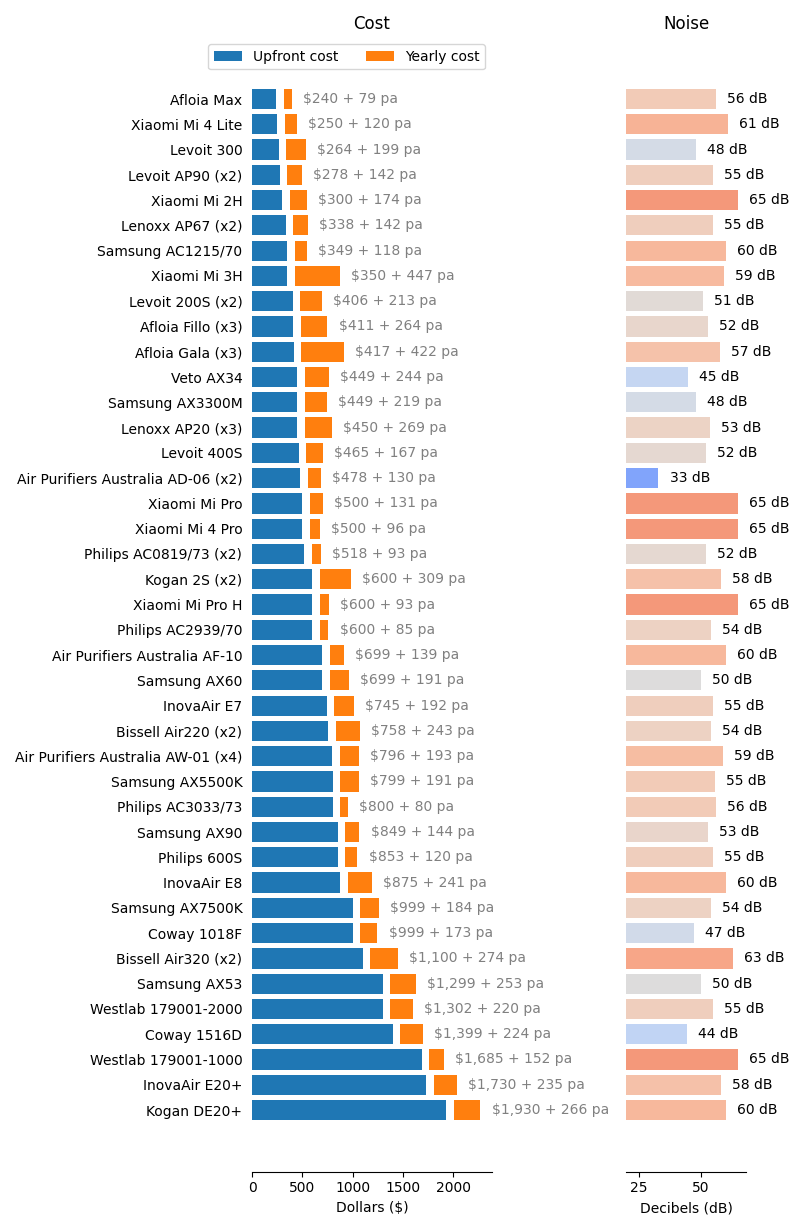 Cost Noise
Upfront cost Yearly cost
Afloia Max $240 + 79 pa 56 dB
Xiaomi Mi 4 Lite $250 + 120 pa 61 dB
Levoit 300 $264 + 199 pa 48 dB
Levoit AP90 (x2) $278 + 142 pa 55 dB
Xiaomi Mi 2H $300 + 174 pa 65 dB
Lenoxx AP67 (x2) $338 + 142 pa 55 dB
Samsung AC1215/70 $349 + 118 pa 60 dB
Xiaomi Mi 3H $350 + 447 pa 59 dB
Levoit 200S (x2) $406 + 213 pa 51 dB
Afloia Fillo (x3) $411 + 264 pa 52 dB
Afloia Gala (x3) $417 + 422 pa 57 dB
Veto AX34 $449 + 244 pa 45 dB
Samsung AX3300M $449 + 219 pa 48 dB
Lenoxx AP20 (x3) $450 + 269 pa 53 dB
Levoit 400S $465 + 167 pa 52 dB
Air Purifiers Australia AD-06 (x2) $478 + 130 pa 33 dB
Xiaomi Mi Pro $500 + 131 pa 65 dB
Xiaomi Mi 4 Pro $500 + 96 pa 65 dB
Philips AC0819/73 (x2) $518 + 93 pa 52 dB
Kogan 2S (x2) $600 + 309 pa 58 dB
Xiaomi Mi Pro H $600 + 93 pa 65 dB
Philips AC2939/70 $600 + 85 pa 54 dB
Air Purifiers Australia AF-10 $699 + 139 pa 60 dB
Samsung AX60 $699 + 191 pa 50 dB
InovaAir E7 $745 + 192 pa 55 dB
Bissell Air220 (x2) $758 + 243 pa 54 dB
Air Purifiers Australia AW-01 (x4) $796 + 193 pa 59 dB
Samsung AX5500K $799 + 191 pa 55 dB
Philips AC3033/73 $800 + 80 pa 56 dB
Samsung AX90 $849 + 144 pa 53 dB
Philips 600S $853 + 120 pa 55 dB
InovaAir E8 $875 + 241 pa 60 dB
Samsung AX7500K $999 + 184 pa 54 dB
Coway 1018F $999 + 173 pa 47 dB
Bissell Air320 (x2) $1,100 + 274 pa 63 dB
Samsung AX53 $1,299 + 253 pa 50 dB
Westlab 179001-2000 $1,302 + 220 pa 55 dB
Coway 1516D $1,399 + 224 pa 44 dB
Westlab 179001-1000 $1,685 + 152 pa 65 dB
InovaAir E20+ $1,730 + 235 pa 58 dB
Kogan DE20+ $1,930 + 266 pa 60 dB
0 500 1000 1500 2000 25 50
Dollars ($) Decibels (dB)